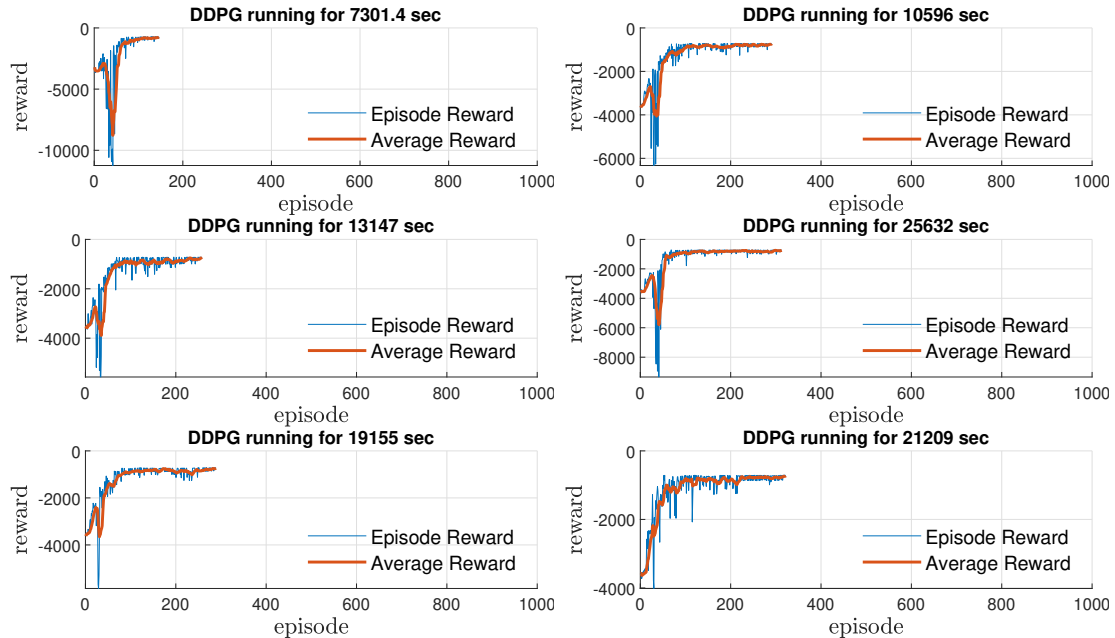 DDPG running for 7301.4 sec
0
-5000
-10000
reward
Episode Reward
Average Reward
0 200 400 600 800 1000
episode
DDPG running for 10596 sec
0
-2000
-4000
-6000
reward
Episode Reward
Average Reward
0 200 400 600 800 1000
episode
DDPG running for 13147 sec
0
-2000
-4000
reward
Episode Reward
Average Reward
0 200 400 600 800 1000
episode
DDPG running for 25632 sec
0
-2000
-4000
-6000
-8000
reward
Episode Reward
Average Reward
0 200 400 600 800 1000
episode
DDPG running for 19155 sec
0
-2000
-4000
reward
Episode Reward
Average Reward
0 200 400 600 800 1000
episode
DDPG running for 21209 sec
0
-2000
-4000
reward
Episode Reward
Average Reward
0 200 400 600 800 1000
episode